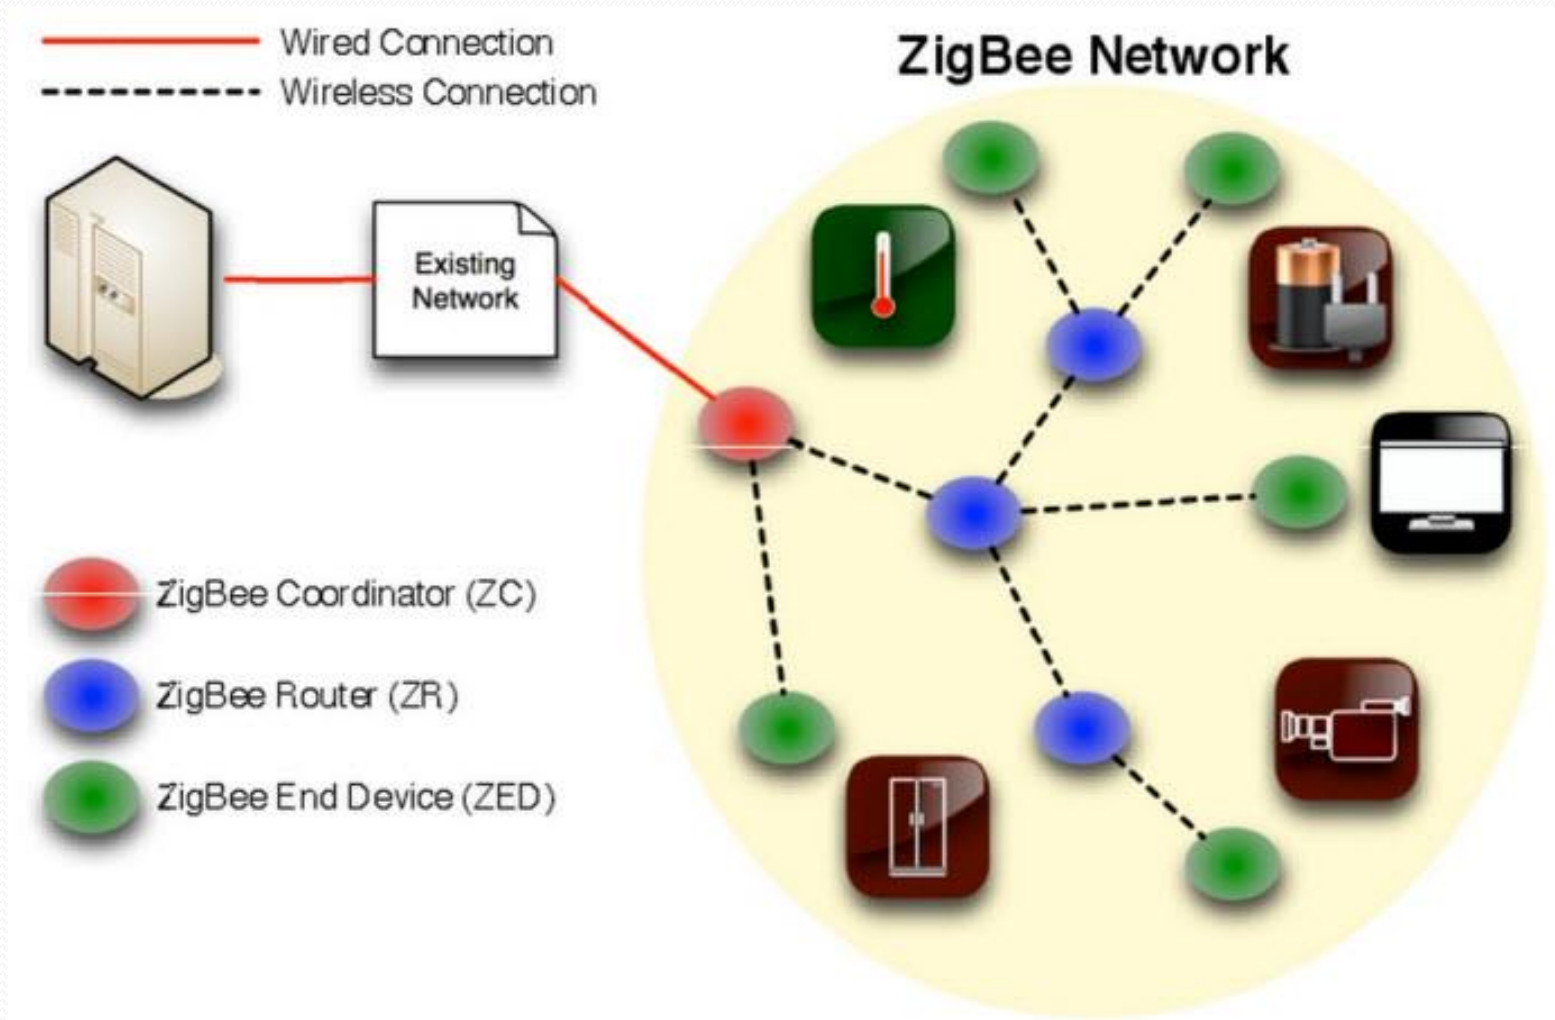 Wired Connection
Wireless Connection
ZigBee Network
Existing
Network
ZigBee Coordinator (ZC)
ZigBee Router (ZR)
ZigBee End Device (ZED)